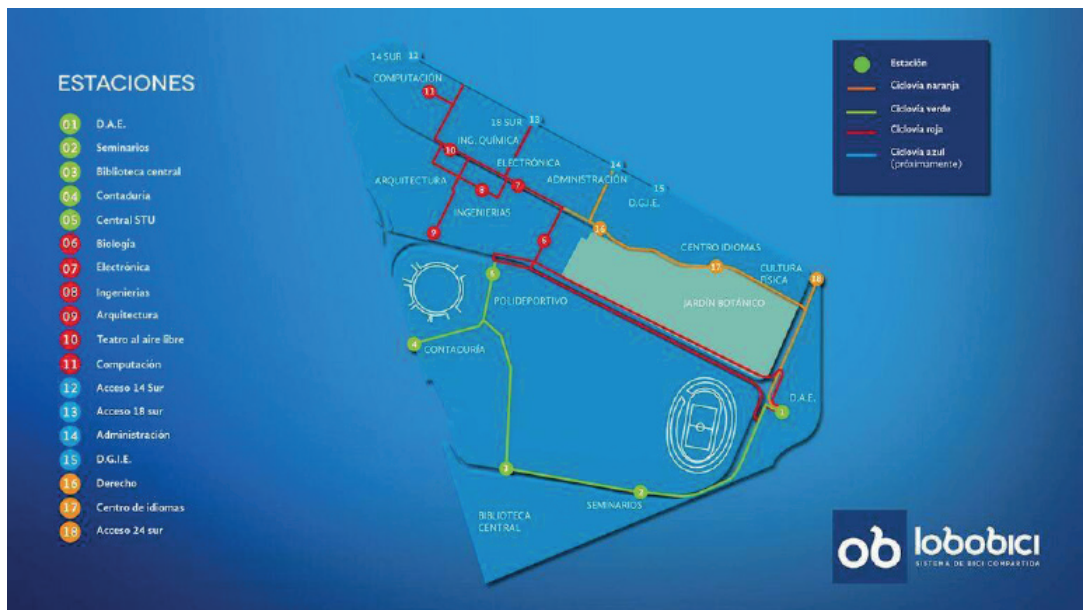 ESTACIONES
01 D.A.E.
02 Seminarios
03 Biblioteca central
04 Contaduría
05 Central STU
06 Biología
07 Electrónica
08 Ingenierias
09 Arquitectura
10 Teatro al aire libre
11 Computación
12 Acceso 14 Sur
13 Acceso 18 sur
14 Administración
15 D.G.I.E.
16 Derecho
17 Centro de idiomas
18 Acceso 24 sur
14 SUR 12
COMPUTACIÓN
11
18 SUR 13
ING. QUÍMICA
10
ELECTRÓNICA
14
ARQUITECTURA
8
7
ADMINISTRACIÓN
15
D.G.I.E.
INGENIERIAS
9
6
16
CENTRO IDIOMAS
17
CULTURA
FÍSICA
18
5
POLIDEPORTIVO
JARDÍN BOTÁNICO
4
CONTADURÍA
D.A.E.
1
3
2
SEMINARIOS
BIBLIOTECA
CENTRAL
Estación
Ciclovía naranja
Ciclovía verde
Ciclovía roja
Ciclovía azul
(próximamente)
ob lobobici
SISTEMA DE BICI COMPARTIDA